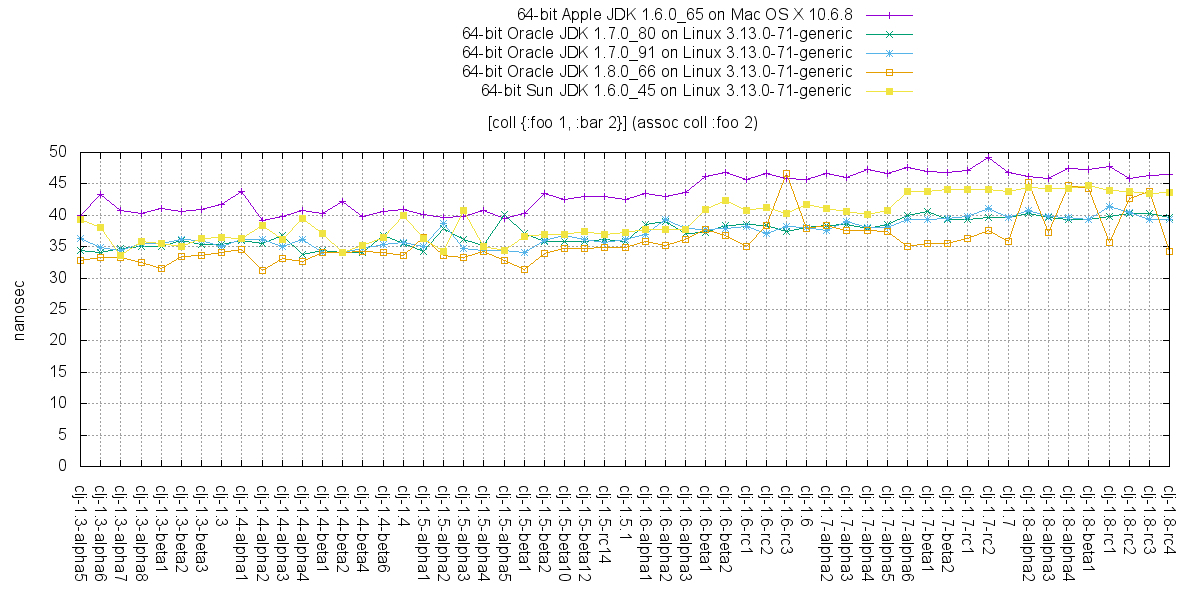 64-bit Apple JDK 1.6.0_65 on Mac OS X 10.6.8
64-bit Oracle JDK 1.7.0_80 on Linux 3.13.0-71-generic
64-bit Oracle JDK 1.7.0_91 on Linux 3.13.0-71-generic
64-bit Oracle JDK 1.8.0_66 on Linux 3.13.0-71-generic
64-bit Sun JDK 1.6.0_45 on Linux 3.13.0-71-generic
[coll {:foo 1, :bar 2}] (assoc coll :foo 2)
50
45
40
35
30
25
20
15
10
5
0
nanosec
clj-1.3-alpha5
clj-1.3-alpha6
clj-1.3-alpha7
clj-1.3-alpha8
clj-1.3-beta1
clj-1.3-beta2
clj-1.3-beta3
clj-1.3
clj-1.4-alpha1
clj-1.4-alpha2
clj-1.4-alpha3
clj-1.4-alpha4
clj-1.4-beta1
clj-1.4-beta2
clj-1.4-beta4
clj-1.4-beta6
clj-1.4
clj-1.5-alpha1
clj-1.5-alpha2
clj-1.5-alpha3
clj-1.5-alpha4
clj-1.5-alpha5
clj-1.5-beta1
clj-1.5-beta2
clj-1.5-beta10
clj-1.5-beta12
clj-1.5-rc14
clj-1.5.1
clj-1.6-alpha1
clj-1.6-alpha2
clj-1.6-alpha3
clj-1.6-beta1
clj-1.6-beta2
clj-1.6-rc1
clj-1.6-rc2
clj-1.6-rc3
clj-1.6
clj-1.7-alpha2
clj-1.7-alpha3
clj-1.7-alpha4
clj-1.7-alpha5
clj-1.7-alpha6
clj-1.7-beta1
clj-1.7-beta2
clj-1.7-rc1
clj-1.7-rc2
clj-1.7
clj-1.8-alpha2
clj-1.8-alpha3
clj-1.8-alpha4
clj-1.8-beta1
clj-1.8-rc1
clj-1.8-rc2
clj-1.8-rc3
clj-1.8-rc4